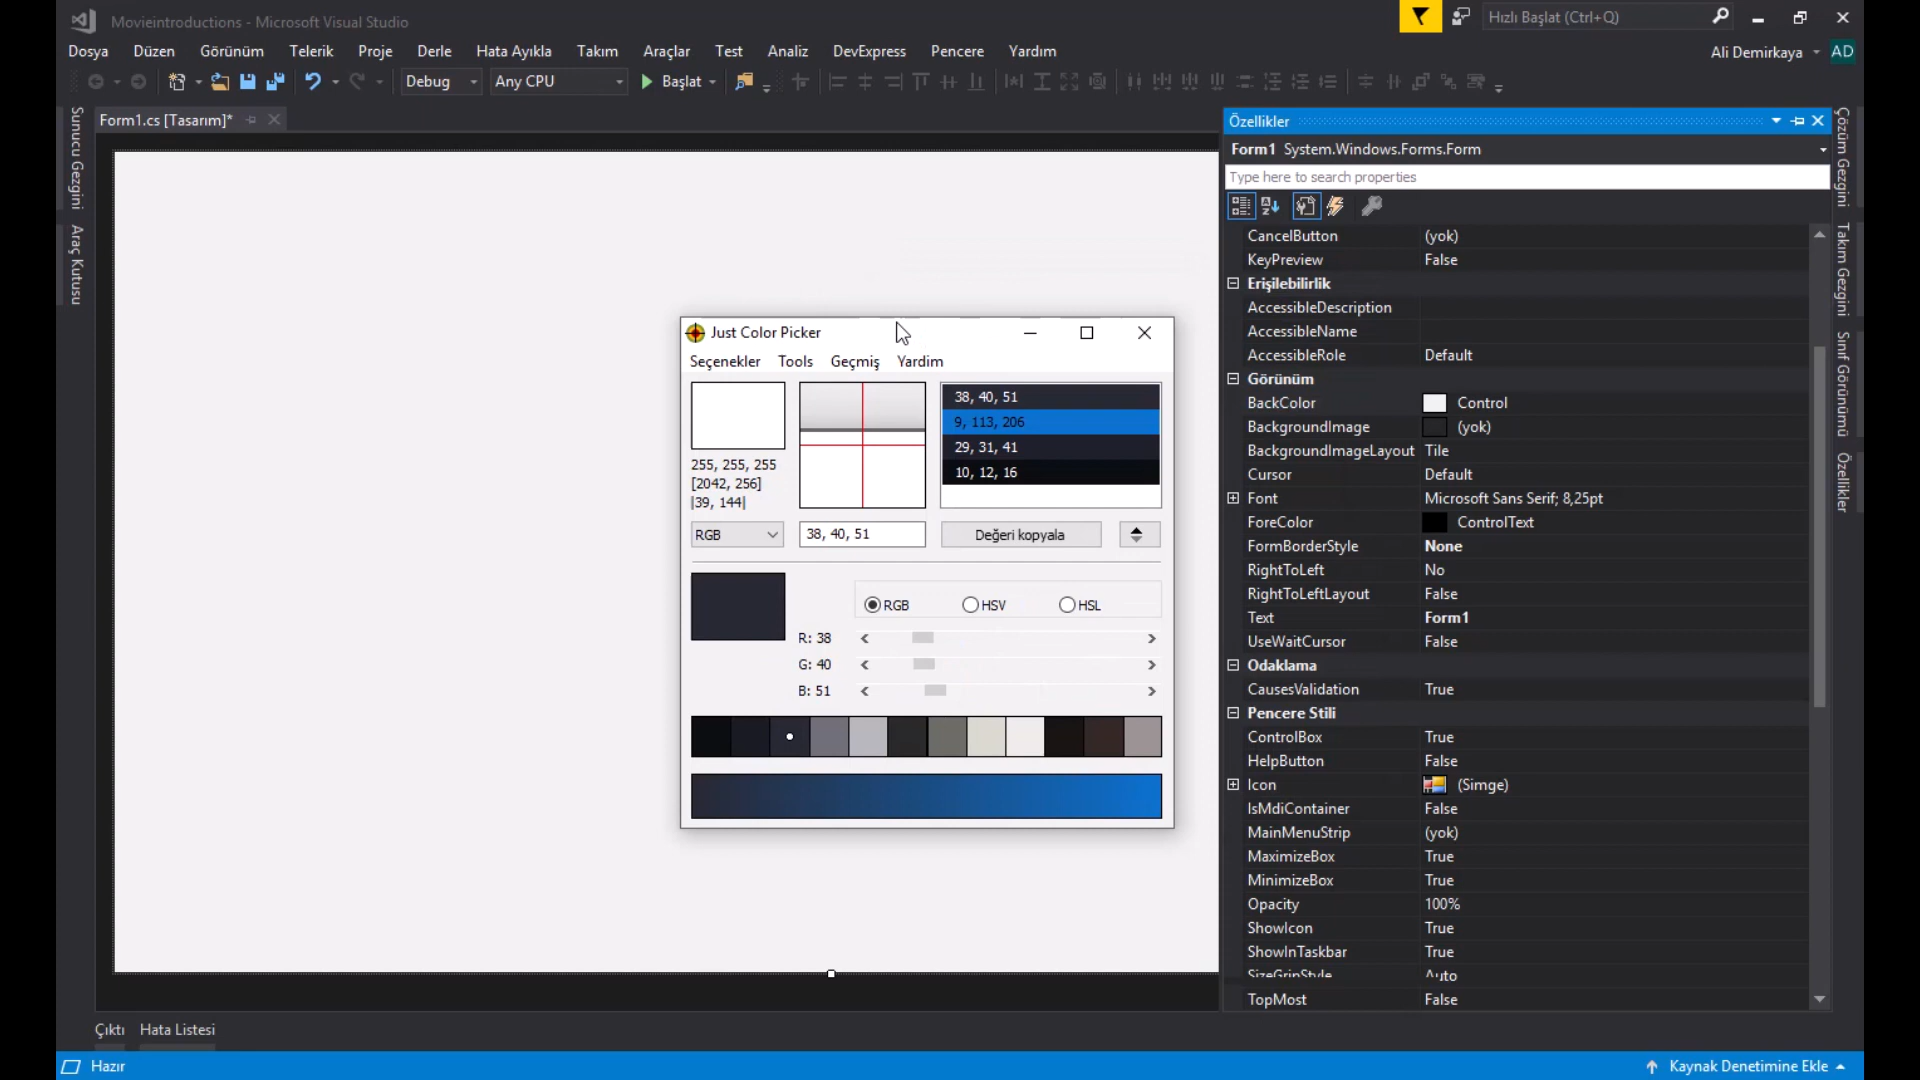 Movieintroductions - Microsoft Visual Studio
Hızlı Başlat (Ctrl+Q)
Dosya Düzen Görünüm Telerik Proje Derle Hata Ayıkla Takım Araçlar Test Analiz DevExpress Pencere Yardım
Ali Demirkaya AD
Debug Any CPU Başlat
Sunucu Gezgini
Araç Kutusu
Form1.cs [Tasarım]*
Just Color Picker
Seçenekler Tools Geçmiş Yardim
38, 40, 51
9, 113, 206
29, 31, 41
10, 12, 16
255, 255, 255
[2042, 256]
|39, 144|
RGB 38, 40, 51 Değeri kopyala
RGB HSV HSL
R: 38
G: 40
B: 51
Özellikler
Form1 System.Windows.Forms.Form
Type here to search properties
CancelButton (yok)
KeyPreview False
Erişilebilirlik
AccessibleDescription
AccessibleName
AccessibleRole Default
Görünüm
BackColor Control
BackgroundImage (yok)
BackgroundImageLayout Tile
Cursor Default
Font Microsoft Sans Serif; 8,25pt
ForeColor ControlText
FormBorderStyle None
RightToLeft No
RightToLeftLayout False
Text Form1
UseWaitCursor False
Odaklama
CausesValidation True
Pencere Stili
ControlBox True
HelpButton False
Icon (Simge)
IsMdiContainer False
MainMenuStrip (yok)
MaximizeBox True
MinimizeBox True
Opacity 100%
ShowIcon True
ShowInTaskbar True
SizeGripStyle Auto
TopMost False
Çözüm Gezgini
Takım Gezgini
Sınıf Görünümü
Özellikler
Çıktı Hata Listesi
Hazır
Kaynak Denetimine Ekle